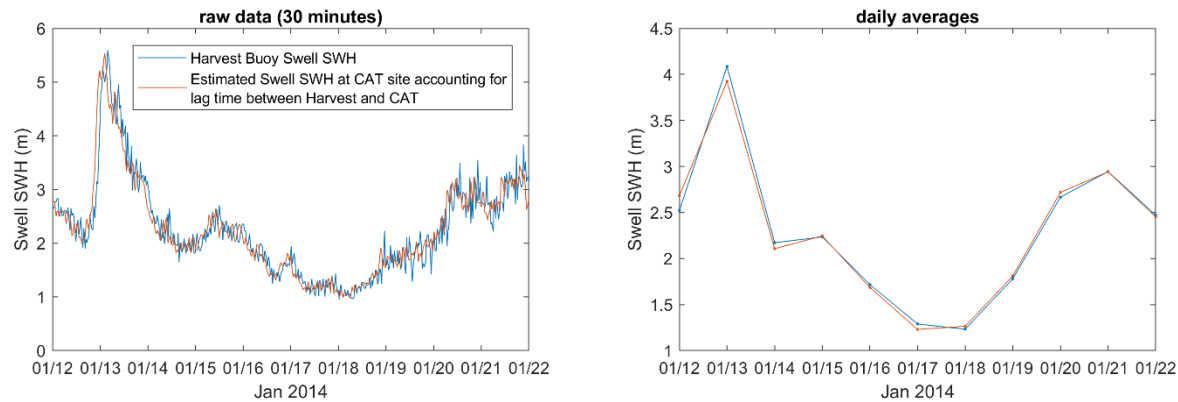 raw data (30 minutes)
6
5
4
3
2
1
0
Swell SWH (m)
Harvest Buoy Swell SWH
Estimated Swell SWH at CAT site accounting for
lag time between Harvest and CAT
01/12 01/13 01/14 01/15 01/16 01/17 01/18 01/19 01/20 01/21 01/22
Jan 2014
daily averages
4.5
4
3.5
3
2.5
2
1.5
1
Swell SWH (m)
01/12 01/13 01/14 01/15 01/16 01/17 01/18 01/19 01/20 01/21 01/22
Jan 2014